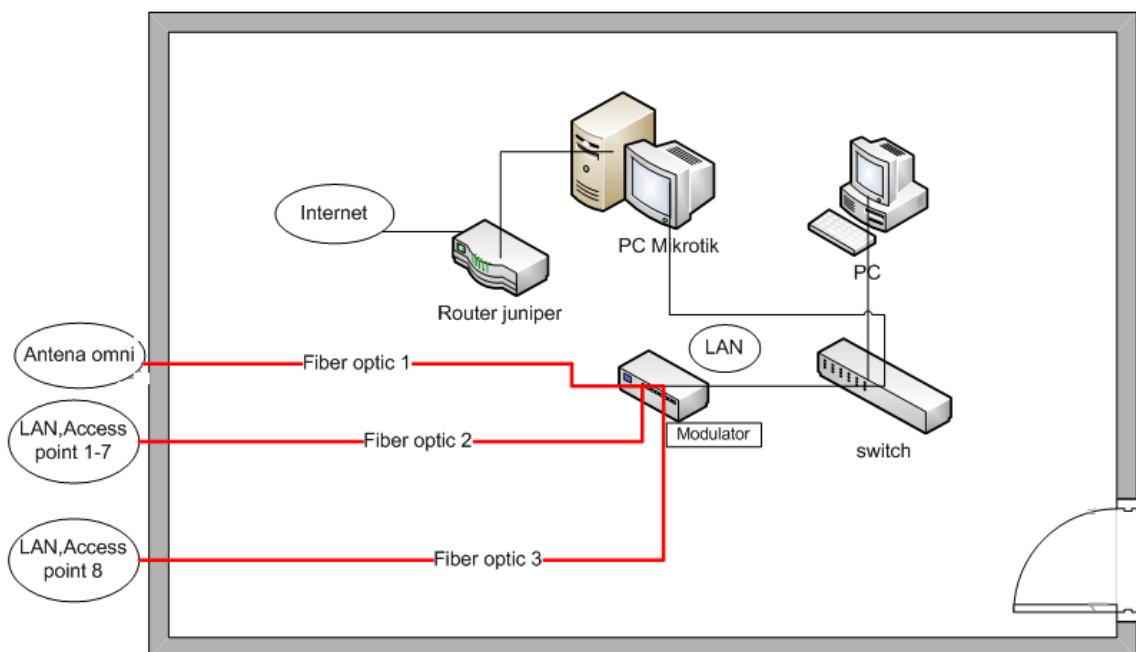 Internet
PC Mikrotik
PC
Router juniper
LAN
Antena omni
Fiber optic 1
LAN,Access
point 1-7
Fiber optic 2
Modulator
switch
LAN,Access
point 8
Fiber optic 3